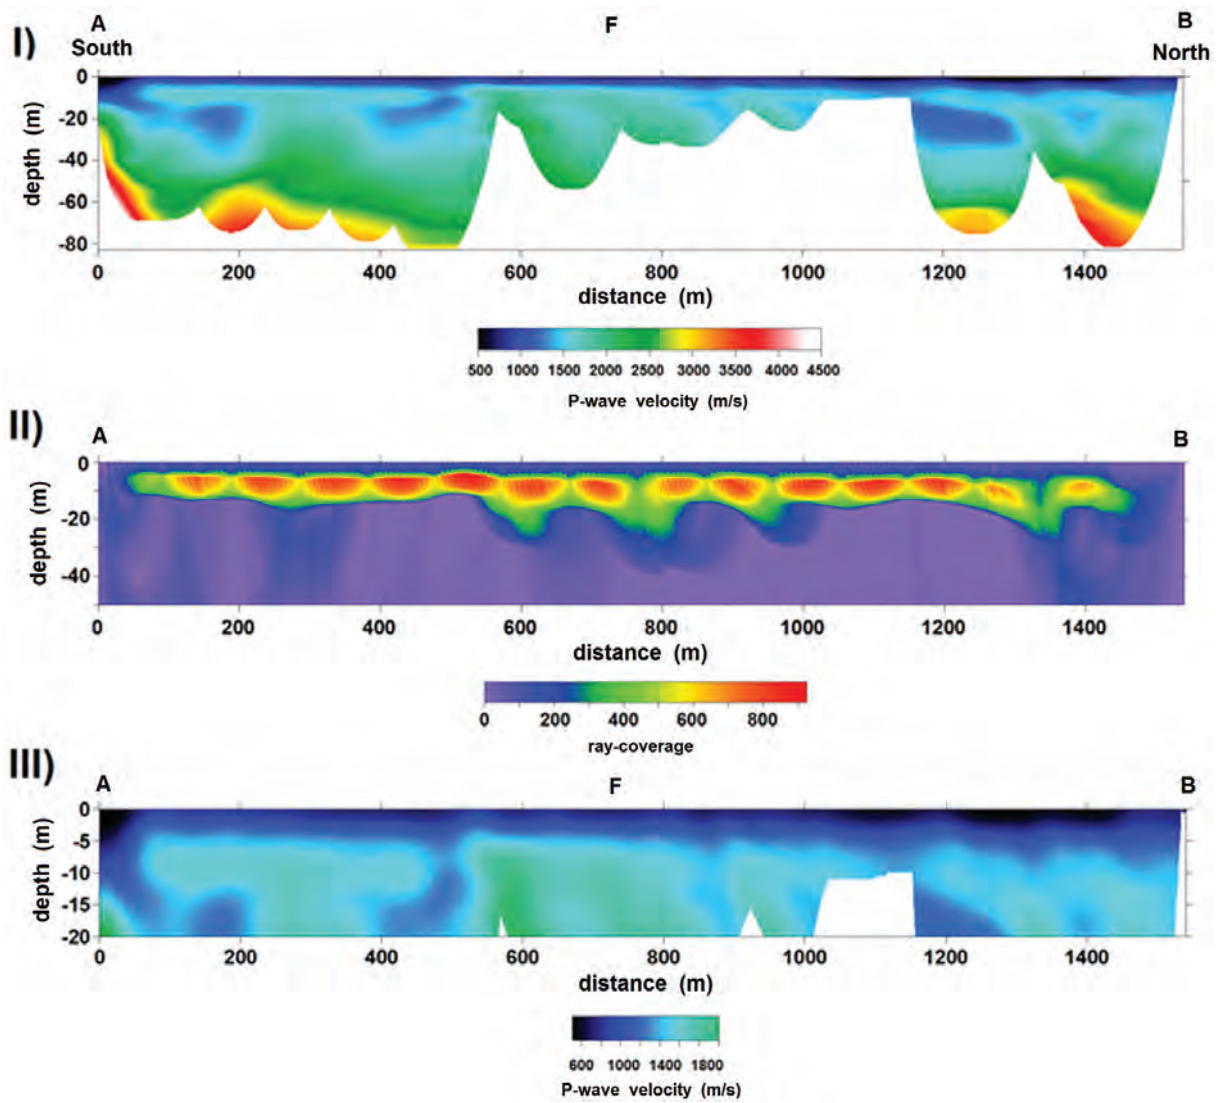 I)
A F B
South North
0
-20
-40
-60
-80
depth (m)
0 200 400 600 800 1000 1200 1400
distance (m)
500 1000 1500 2000 2500 3000 3500 4000 4500
P-wave velocity (m/s)
II)
A B
0
-20
-40
depth (m)
0 200 400 600 800 1000 1200 1400
distance (m)
0 200 400 600 800
ray-coverage
III)
A F B
0
-5
-10
-15
-20
depth (m)
0 200 400 600 800 1000 1200 1400
distance (m)
600 1000 1400 1800
P-wave velocity (m/s)